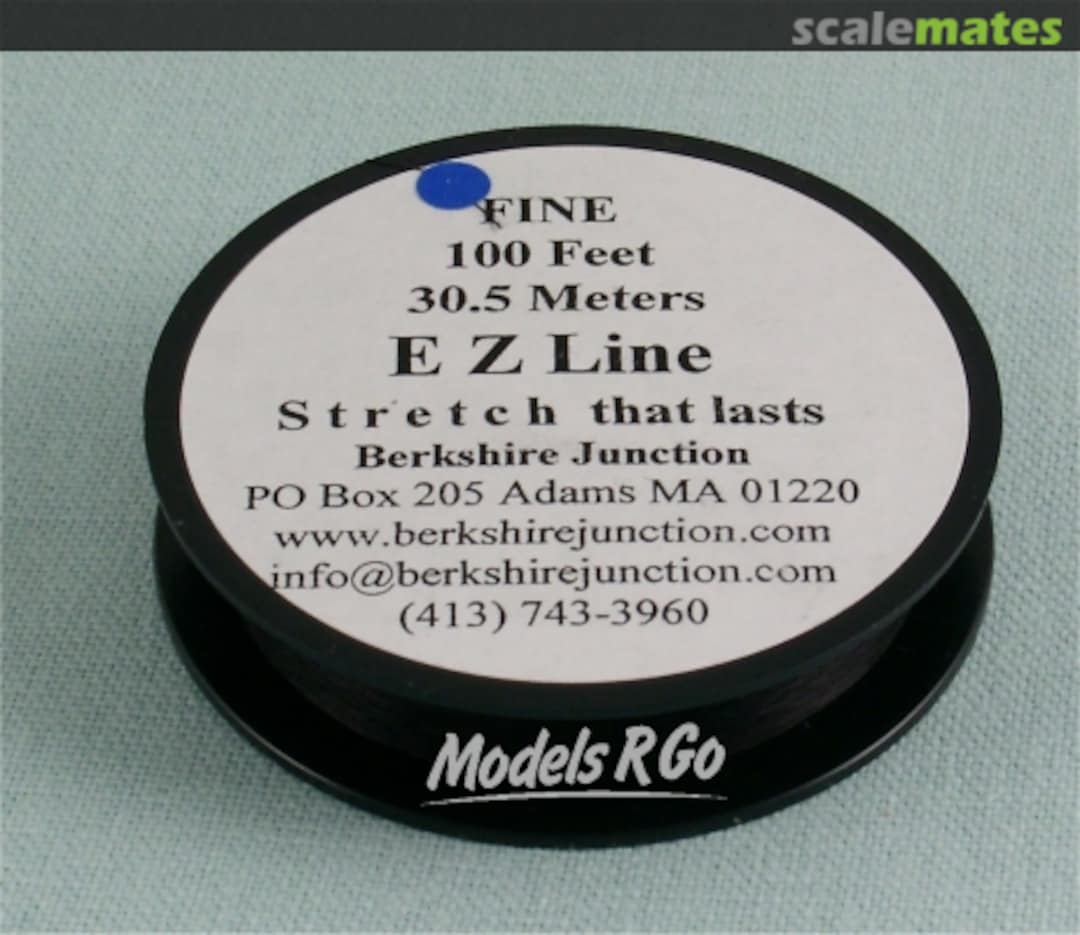 scalemates
FINE
100 Feet
30.5 Meters
E Z Line
Stretch that lasts
Berkshire Junction
PO Box 205 Adams MA 01220
www.berkshirejunction.com
info@berkshirejunction.com
(413) 743-3960
Models R Go